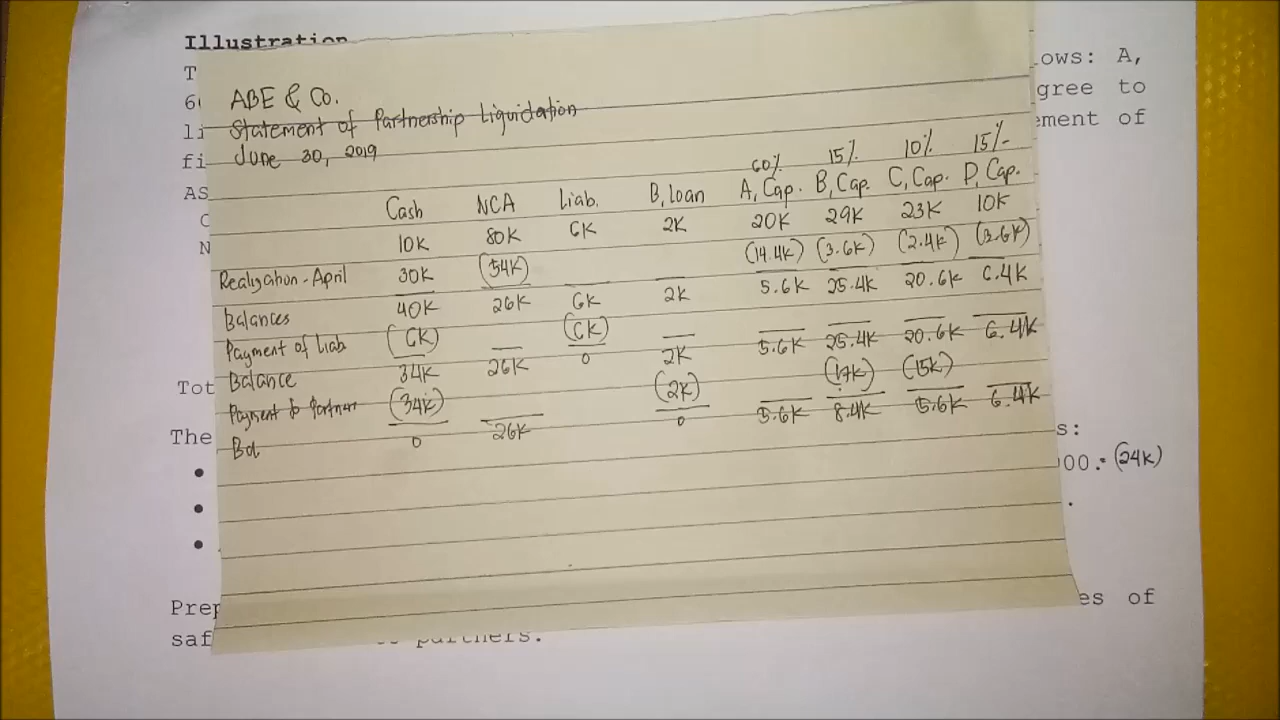 Illustration
T ows: A,
6 gree to
li ement of
fi
AS
C
N
Tot
The s:
00. (24K)
.
Prep es of
saf partners.
ABE & Co.
Statement of Partnership Liquidation
June 30, 2019
60% 15% 10% 15%
Cash NCA Liab. B, loan A, Cap. B, Cap. C, Cap. D, Cap.
10K 80K 6K 2K 20K 29K 23K 10K
Realization - April 30K (54K) (14.4K) (3.6K) (2.4K) (3.6K)
Balances 40K 26K 6K 2K 5.6K 25.4K 20.6K 6.4K
Payment of Liab (6K) (6K)
Balance 34K 26K 0 2K 5.6K 25.4K 20.6K 6.4K
Payment to Partner (34K) (2K) (17K) (15K)
Bal 0 26K 0 5.6K 8.4K 5.6K 6.4K